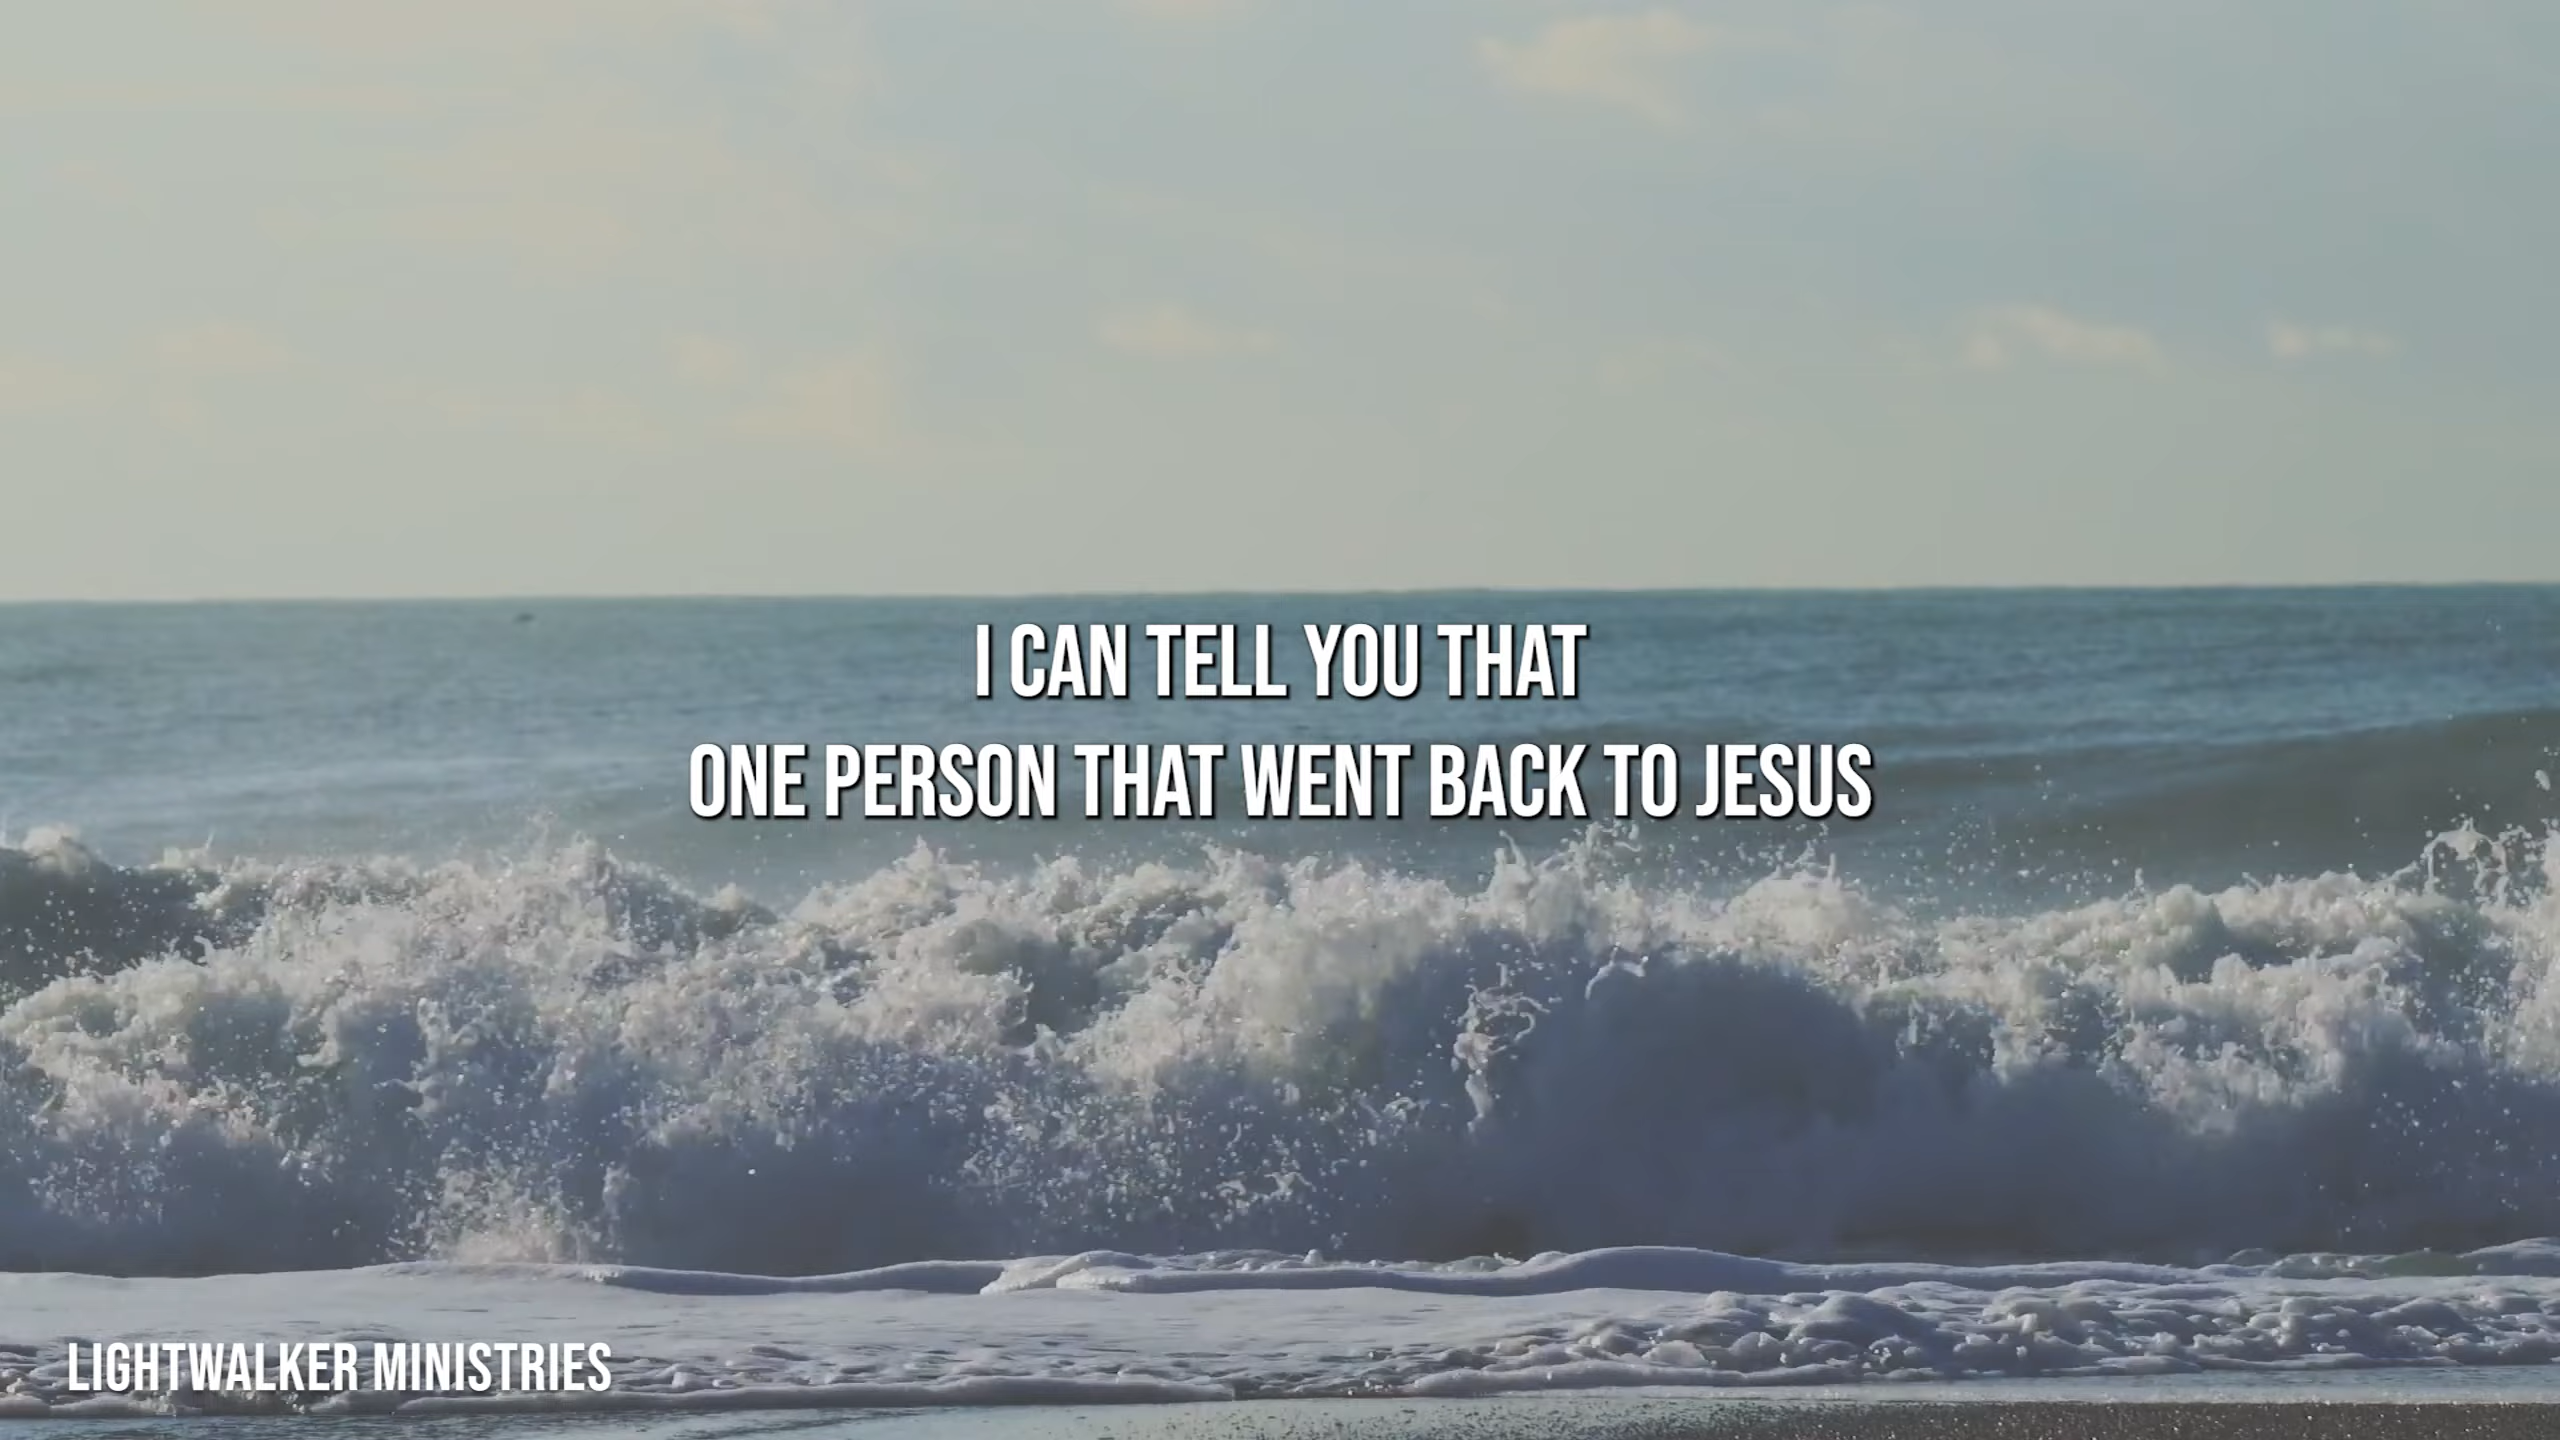 I CAN TELL YOU THAT
ONE PERSON THAT WENT BACK TO JESUS
LIGHTWALKER MINISTRIES